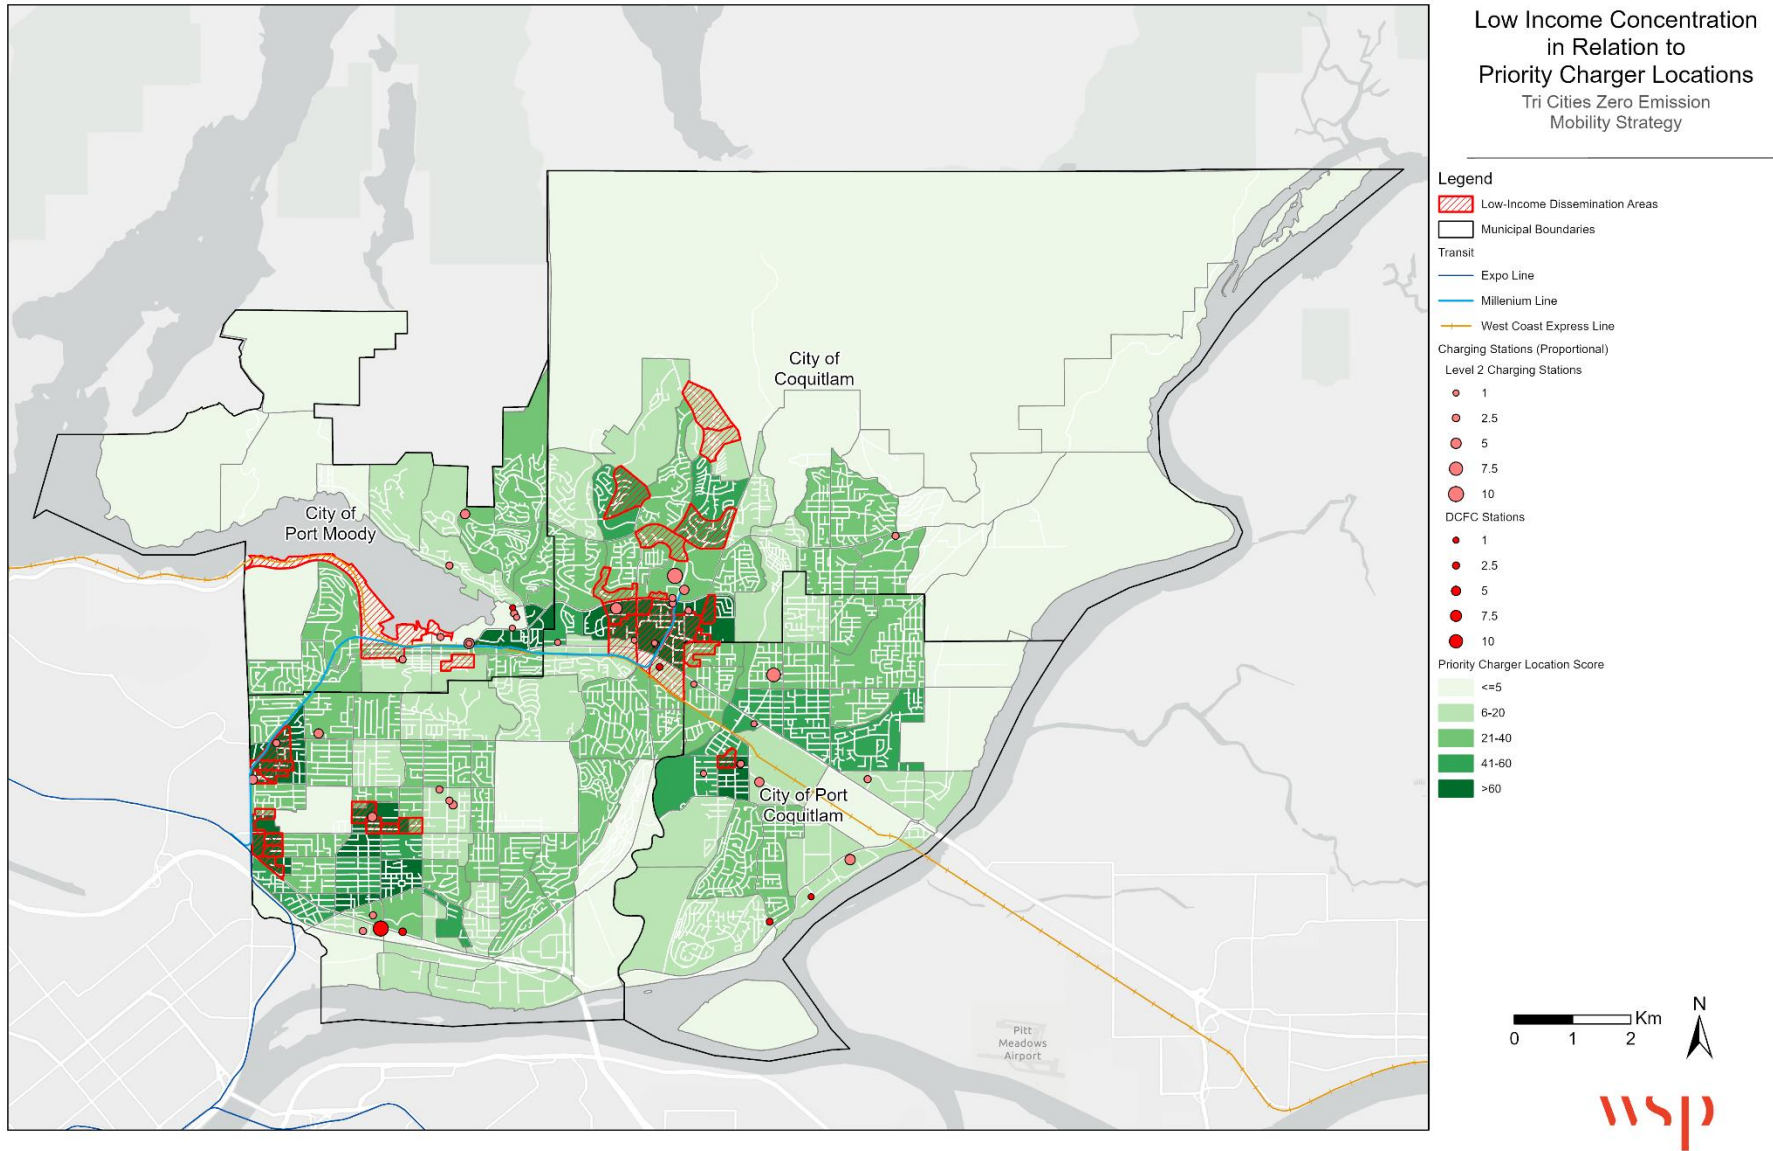 Low Income Concentration
in Relation to
Priority Charger Locations
Tri Cities Zero Emission
Mobility Strategy
Legend
Low-Income Dissemination Areas
Municipal Boundaries
Transit
Expo Line
Millenium Line
West Coast Express Line
Charging Stations (Proportional)
Level 2 Charging Stations
1
2.5
5
7.5
10
DCFC Stations
1
2.5
5
7.5
10
Priority Charger Location Score
<=5
6-20
21-40
41-60
>60
City of
Coquitlam
City of
Port Moody
City of Port
Coquitlam
Pitt
Meadows
Airport
Km
0 1 2
N
wsp